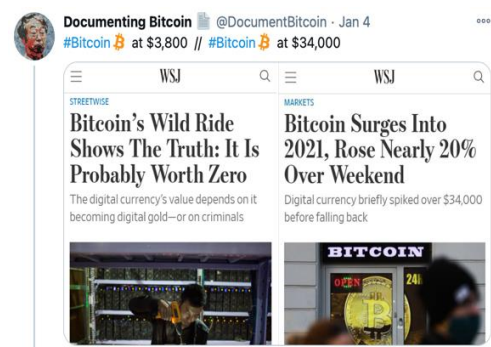 Documenting Bitcoin 📄 @DocumentBitcoin · Jan 4
#Bitcoin ₿ at $3,800 // #Bitcoin ₿ at $34,000
WSJ
STREETWISE
Bitcoin's Wild Ride
Shows The Truth: It Is
Probably Worth Zero
The digital currency's value depends on it
becoming digital gold—or on criminals
WSJ
MARKETS
Bitcoin Surges Into
2021, Rose Nearly 20%
Over Weekend
Digital currency briefly spiked over $34,000
before falling back
BITCOIN
OPEN
24H